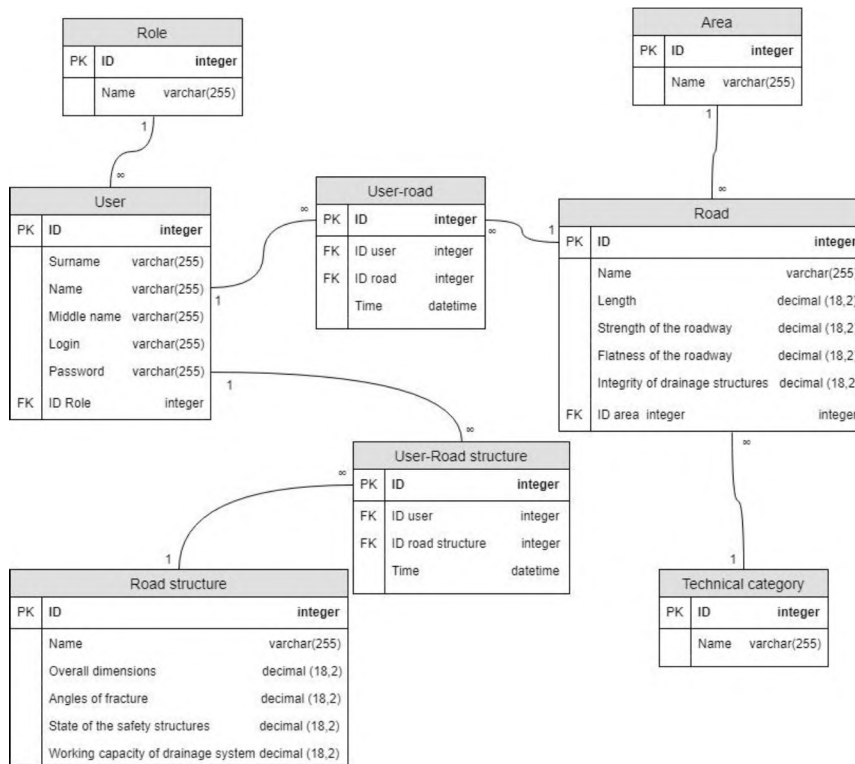 Role
PK ID integer
Name varchar(255)
1
∞
Area
PK ID integer
Name varchar(255)
1
∞
User
PK ID integer
Surname varchar(255)
Name varchar(255)
Middle name varchar(255)
Login varchar(255)
Password varchar(255)
FK ID Role integer
1
1
∞
User-road
PK ID integer
FK ID user integer
FK ID road integer
Time datetime
∞
1
Road
PK ID integer
Name varchar(255)
Length decimal (18,2)
Strength of the roadway decimal (18,2)
Flatness of the roadway decimal (18,2)
Integrity of drainage structures decimal (18,2
FK ID area integer integer
∞
∞
User-Road structure
PK ID integer
FK ID user integer
FK ID road structure integer
Time datetime
∞
1
Road structure
PK ID integer
Name varchar(255)
Overall dimensions decimal (18,2)
Angles of fracture decimal (18,2)
State of the safety structures decimal (18,2)
Working capacity of drainage system decimal (18,2)
1
Technical category
PK ID integer
Name varchar(255)